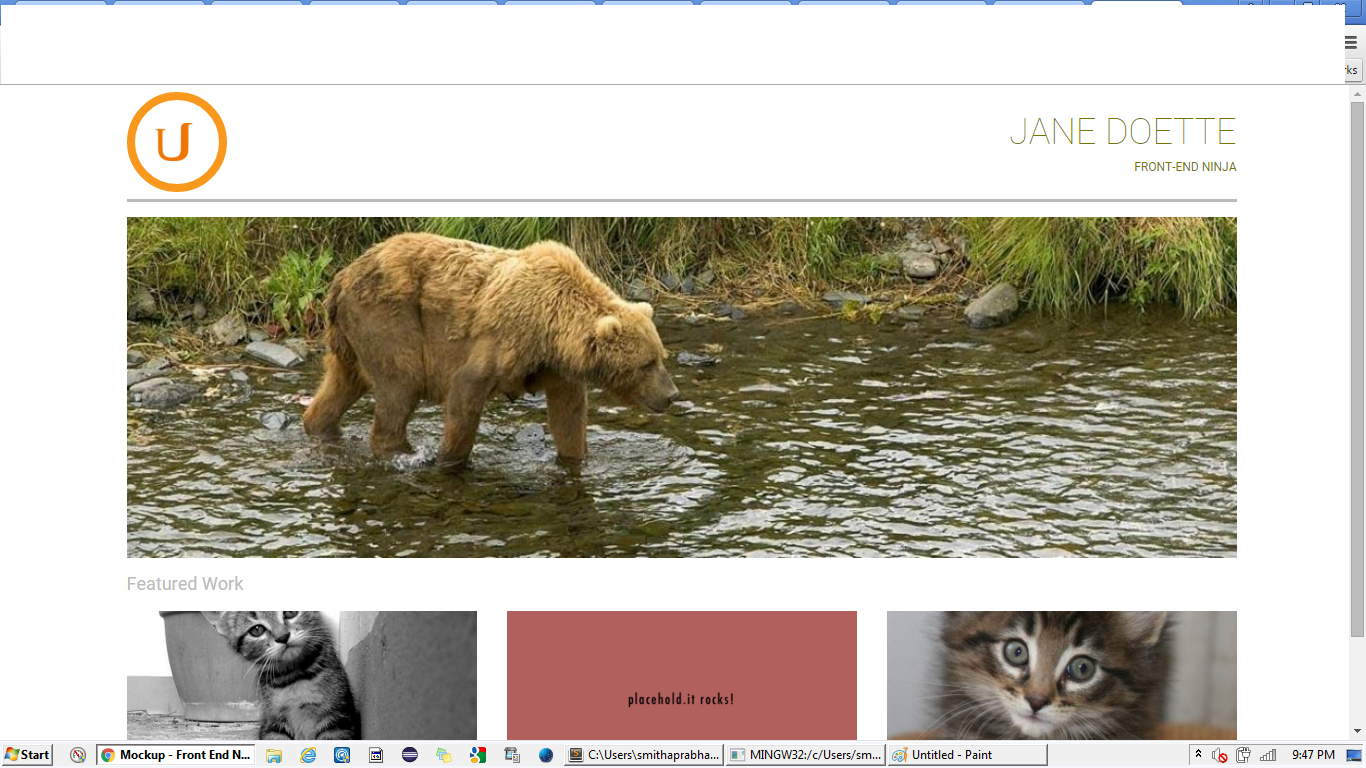 rks
U
JANE DOETTE
FRONT-END NINJA
Featured Work
placehold.it rocks!
Start
Mockup - Front End N...
C:\Users\smithaprabha...
MINGW32:/c/Users/sm...
Untitled - Paint
9:47 PM